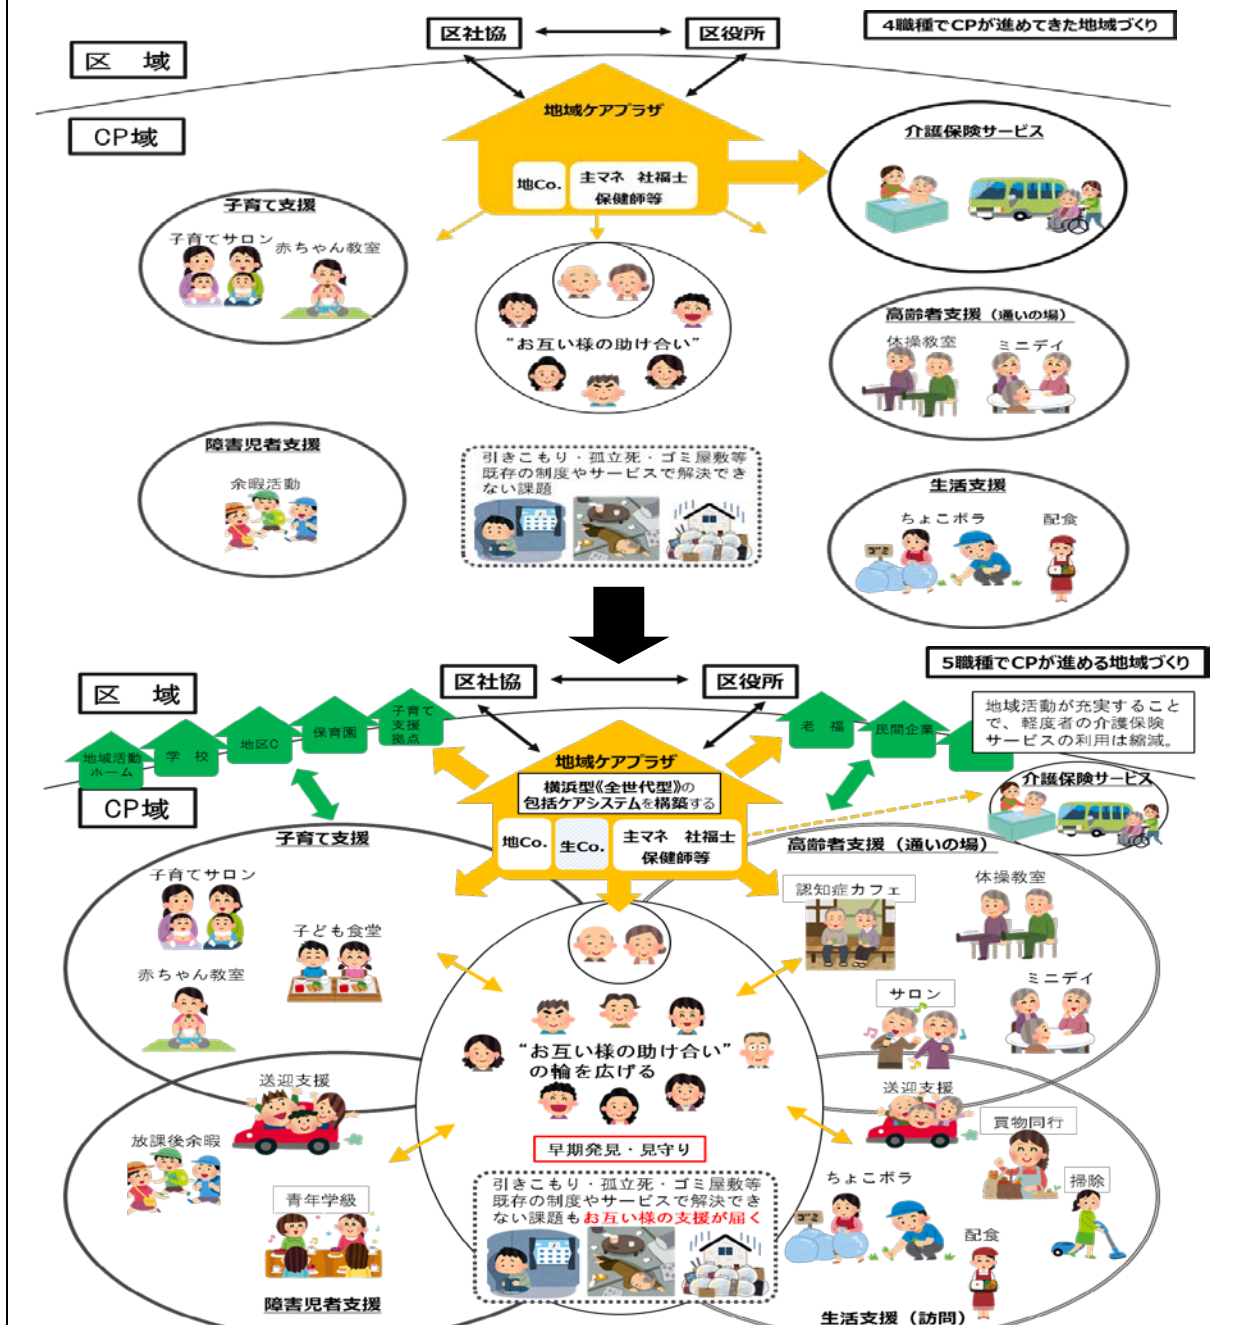 4職種でCPが進めてきた地域づくり
区社協
区役所
区　域
地域ケアプラザ
CP域
介護保険サービス
地Co.
主マネ　社福士
保健師等
子育て支援
子育てサロン
赤ちゃん教室
高齢者支援（通いの場）
体操教室
ミニデイ
“お互い様の助け合い”
障害児者支援
余暇活動
引きこもり・孤立死・ゴミ屋敷等
既存の制度やサービスで解決でき
ない課題
生活支援
ちょこボラ
配食
ゴミ
5職種でCPが進める地域づくり
区社協
区役所
区　域
地域活動
ホーム
学　校
地区C
保育園
子育て
支援
拠点
老　福
民間企業
地域活動が充実すること
で、軽度者の介護保険
サービスの利用は縮減。
地域ケアプラザ
横浜型《全世代型》の
包括ケアシステムを構築する
介護保険サービス
CP域
地Co.
生Co.
主マネ　社福士
保健師等
子育て支援
子育てサロン
子ども食堂
赤ちゃん教室
高齢者支援（通いの場）
認知症カフェ
体操教室
サロン
ミニデイ
“お互い様の助け合い”
の輪を広げる
早期発見・見守り
送迎支援
放課後余暇
青年学級
障害児者支援
引きこもり・孤立死・ゴミ屋敷等
既存の制度やサービスで解決でき
ない課題もお互い様の支援が届く
送迎支援
買物同行
ちょこボラ
掃除
ゴミ
配食
生活支援（訪問）